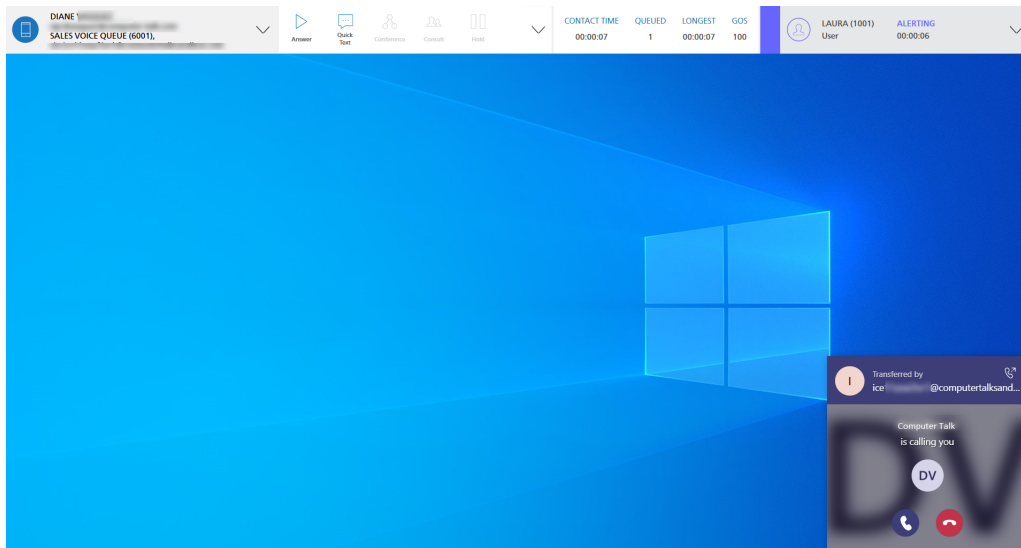 DIANE
SALES VOICE QUEUE (6001),
Answer
Quick
Text
Conference
Consult
Hold
CONTACT TIME QUEUED LONGEST GOS
00:00:07 1 00:00:07 100
LAURA (1001) ALERTING
User 00:00:06
Transferred by
ice @computertalksand...
Computer Talk
is calling you
DV
I
DV